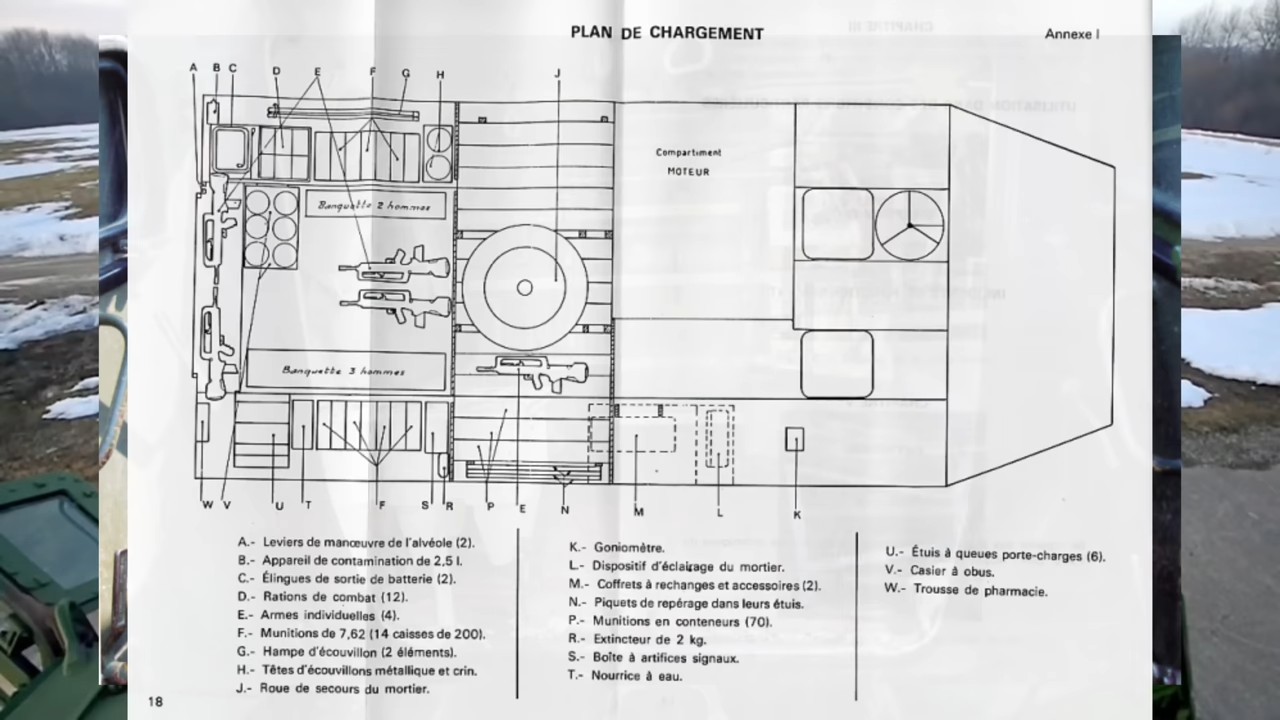 PLAN DE CHARGEMENT
Annexe I
A B C D E F G H J
Compartiment
MOTEUR
Banquette 2 hommes
Banquette 3 hommes
W V U T F S R P E N M L K
A.- Leviers de manœuvre de l'alvéole (2).
B.- Appareil de contamination de 2,5 l.
C.- Élingues de sortie de batterie (2).
D.- Rations de combat (12).
E.- Armes individuelles (4).
F.- Munitions de 7,62 (14 caisses de 200).
G.- Hampe d'écouvillon (2 éléments).
H.- Têtes d'écouvillons métallique et crin.
J.- Roue de secours du mortier.
K.- Goniomètre.
L.- Dispositif d'éclairage du mortier.
M.- Coffrets à rechanges et accessoires (2).
N.- Piquets de repérage dans leurs étuis.
P.- Munitions en conteneurs (70).
R.- Extincteur de 2 kg.
S.- Boîte à artifices signaux.
T.- Nourrice à eau.
U.- Étuis à queues porte-charges (6).
V.- Casier à obus.
W.- Trousse de pharmacie.
18